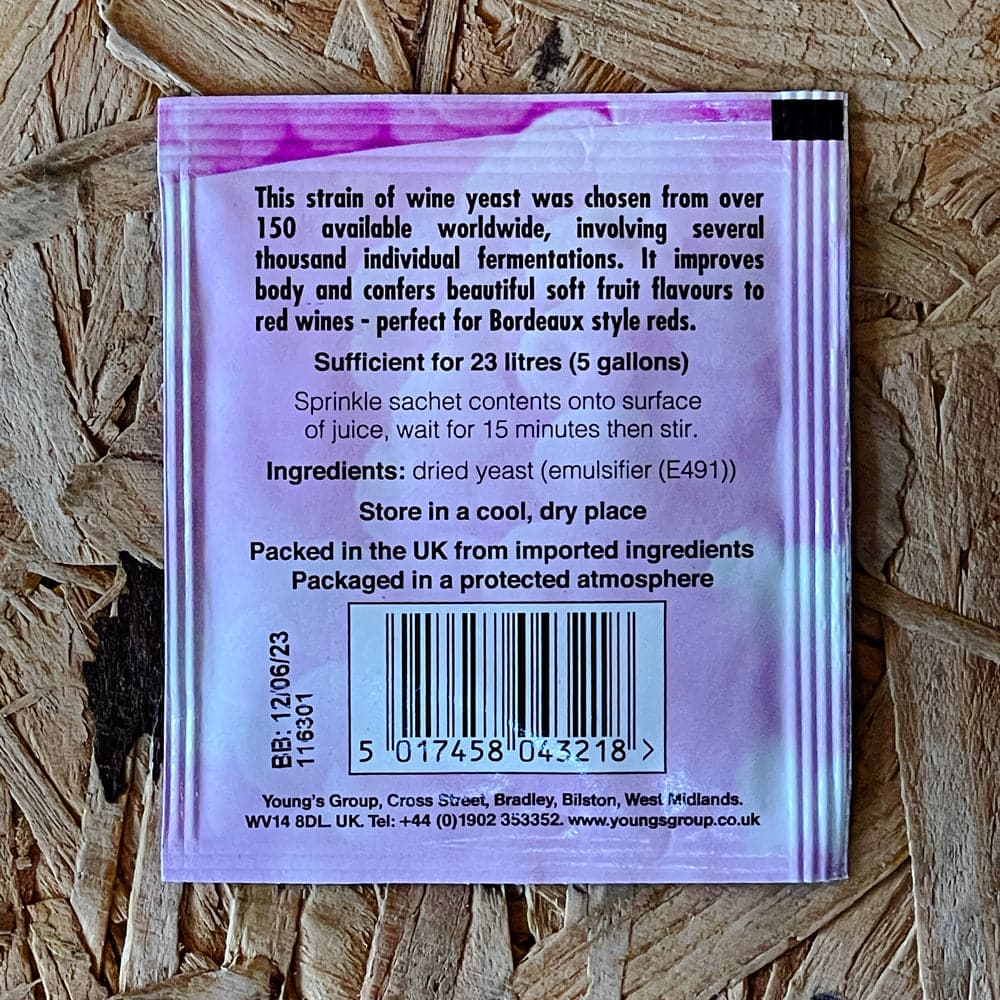 This strain of wine yeast was chosen from over
150 available worldwide, involving several
thousand individual fermentations. It improves
body and confers beautiful soft fruit flavours to
red wines - perfect for Bordeaux style reds.
Sufficient for 23 litres (5 gallons)
Sprinkle sachet contents onto surface
of juice, wait for 15 minutes then stir.
Ingredients: dried yeast (emulsifier (E491))
Store in a cool, dry place
Packed in the UK from imported ingredients
Packaged in a protected atmosphere
BB: 12/06/23
116301
5 017458 043218 >
Young's Group, Cross Street, Bradley, Bilston, West Midlands.
WV14 8DL. UK. Tel: +44 (0)1902 353352. www.youngsgroup.co.uk